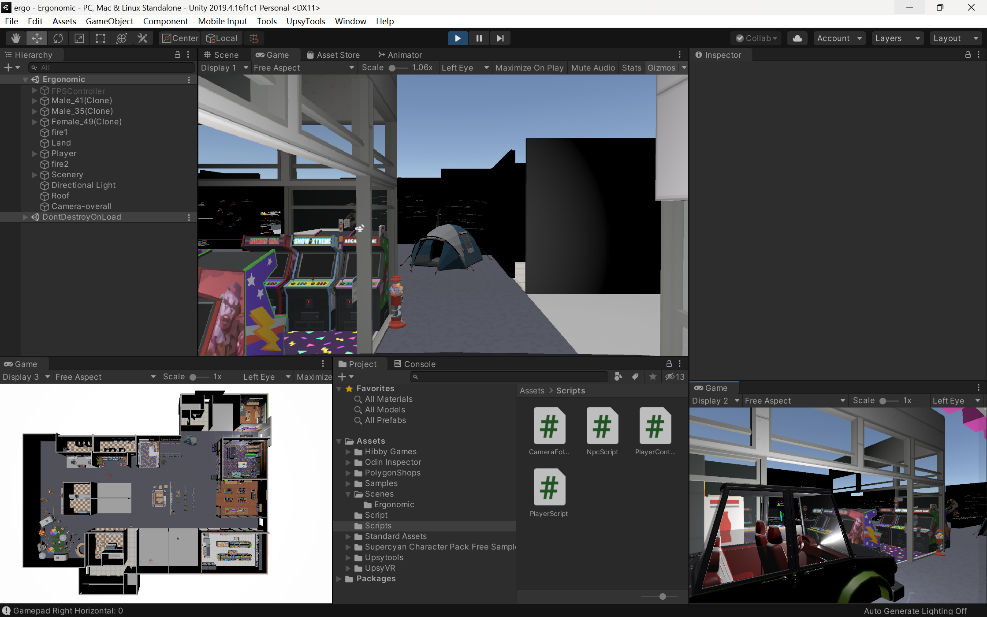 ergo - Ergonomic - PC, Mac & Linux Standalone - Unity 2019.4.16f1c1 Personal <DX11>
File Edit Assets GameObject Component Mobile Input Tools UpsyTools Window Help
Center Local Collab Account Layers Layout
Hierarchy
All
Ergonomic
FPSController
Male_41(Clone)
Male_35(Clone)
Female_49(Clone)
fire1
Land
Player
fire2
Scenery
Directional Light
Roof
Camera-overall
DontDestroyOnLoad
Scene Game Asset Store Animator
Display 1 Free Aspect Scale 1.06x Left Eye Maximize On Play Mute Audio Stats Gizmos
SNOW XTREME
Inspector
Game
Display 3 Free Aspect Scale 1x Left Eye Maximize
Project Console
13
Favorites
All Materials
All Models
All Prefabs
Assets
Hibby Games
Odin Inspector
PolygonShops
Samples
Scenes
Ergonomic
Script
Scripts
Standard Assets
Supercyan Character Pack Free Sampl
Upsytools
UpsyVR
Packages
Assets > Scripts
CameraFol...
NpcScript
PlayerCont...
PlayerScript
Game
Display 2 Free Aspect Scale 1x Left Eye
Gamepad Right Horizontal: 0
Auto Generate Lighting Off